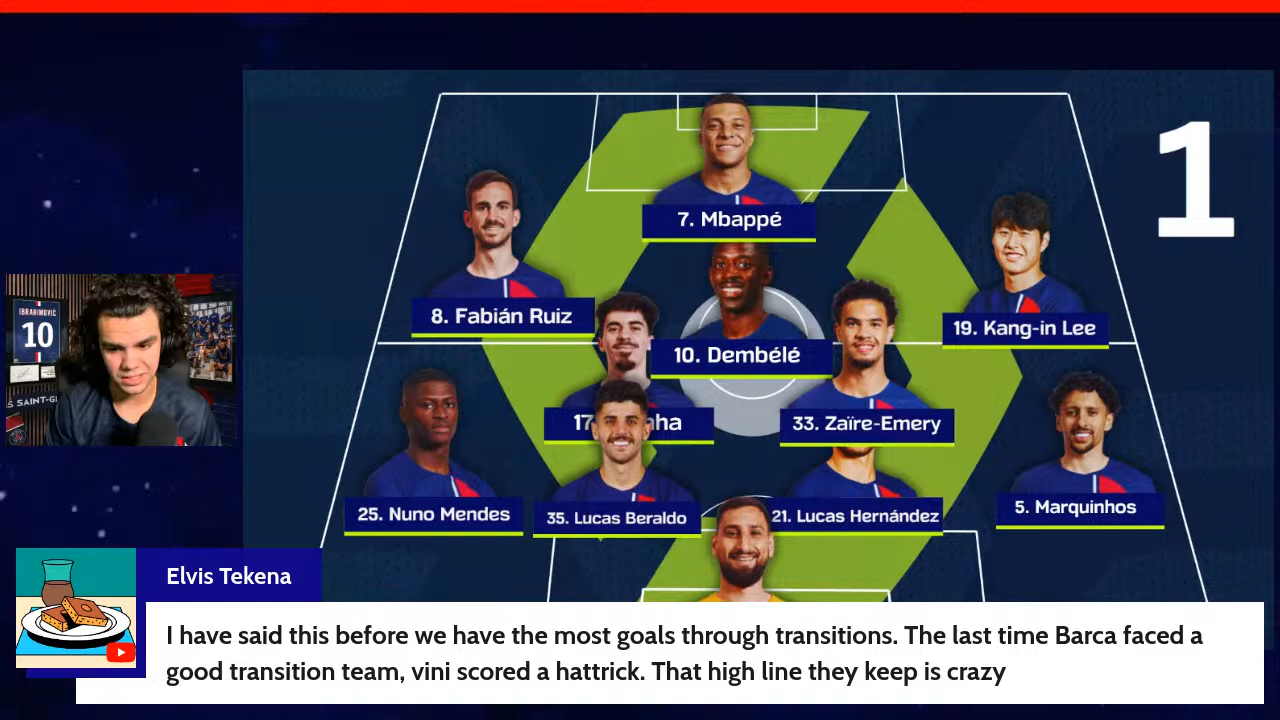 1
7. Mbappé
8. Fabián Ruiz
19. Kang-in Lee
10. Dembélé
IBRAHIMOVIĆ
10
17. nha
33. Zaïre-Emery
25. Nuno Mendes
35. Lucas Beraldo
21. Lucas Hernández
5. Marquinhos
Elvis Tekena
I have said this before we have the most goals through transitions. The last time Barca faced a
good transition team, vini scored a hattrick. That high line they keep is crazy